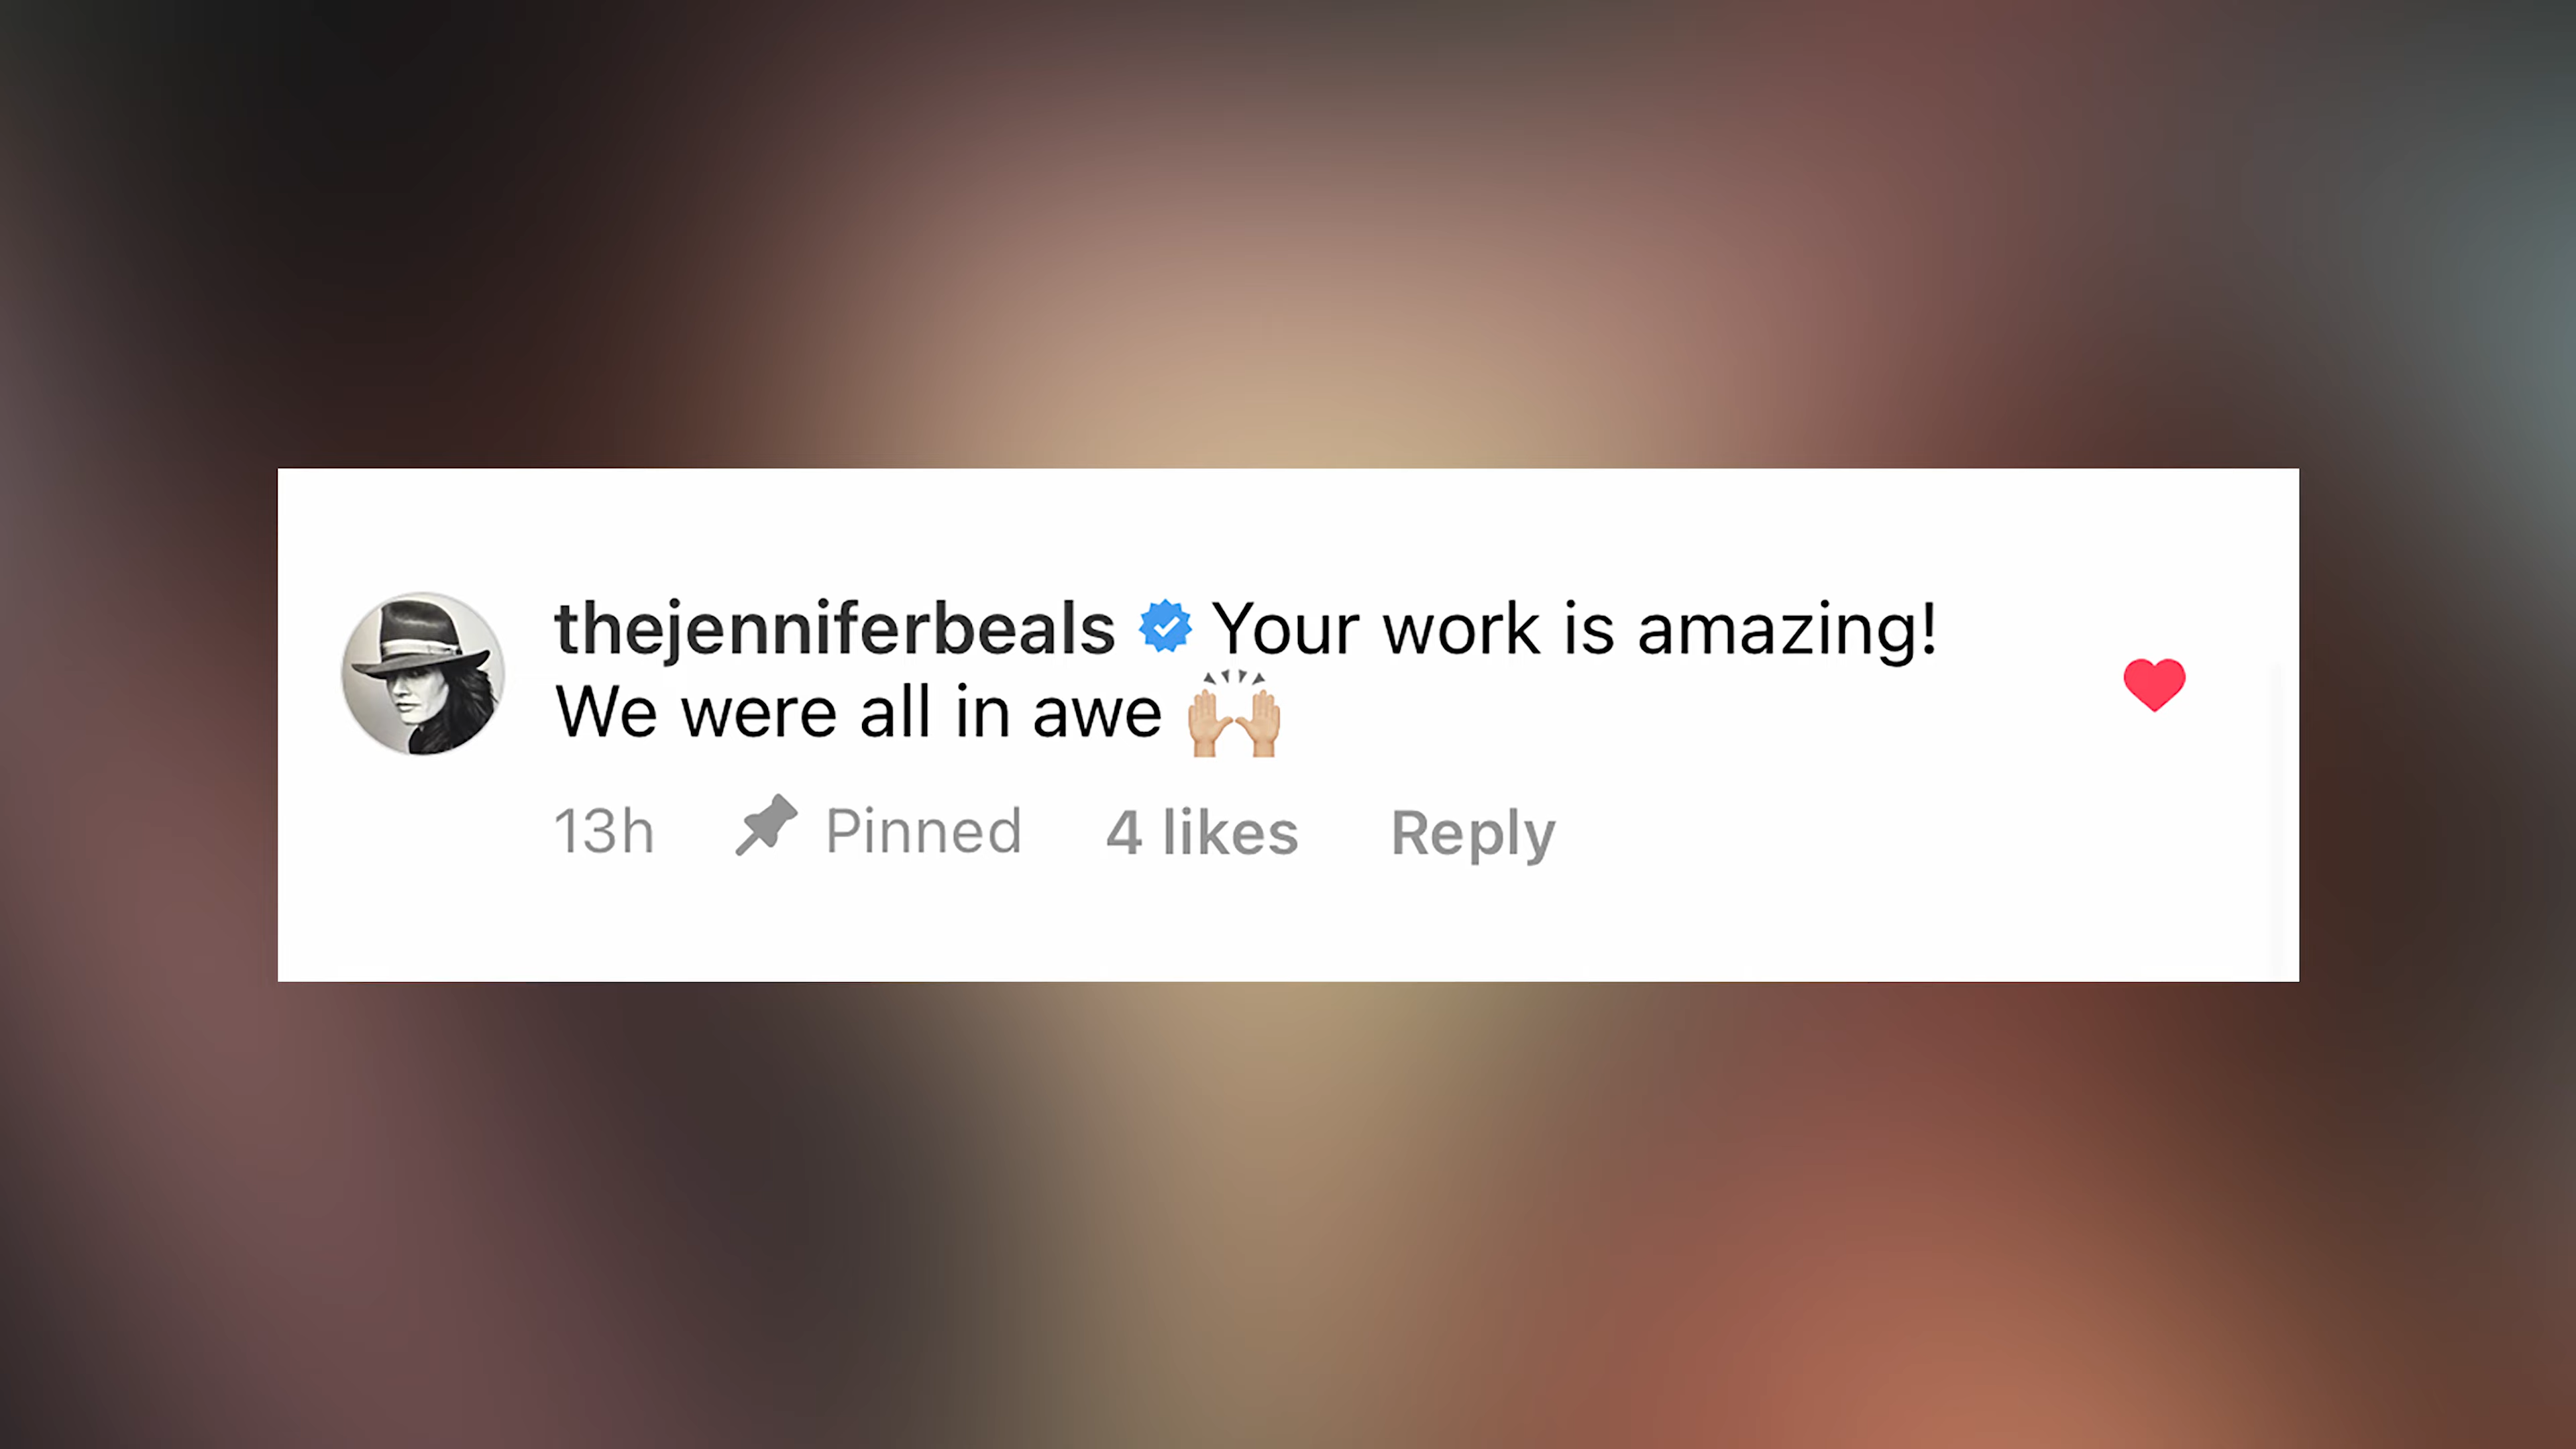 thejenniferbeals Your work is amazing!
We were all in awe 🙌🏼
13h Pinned 4 likes Reply